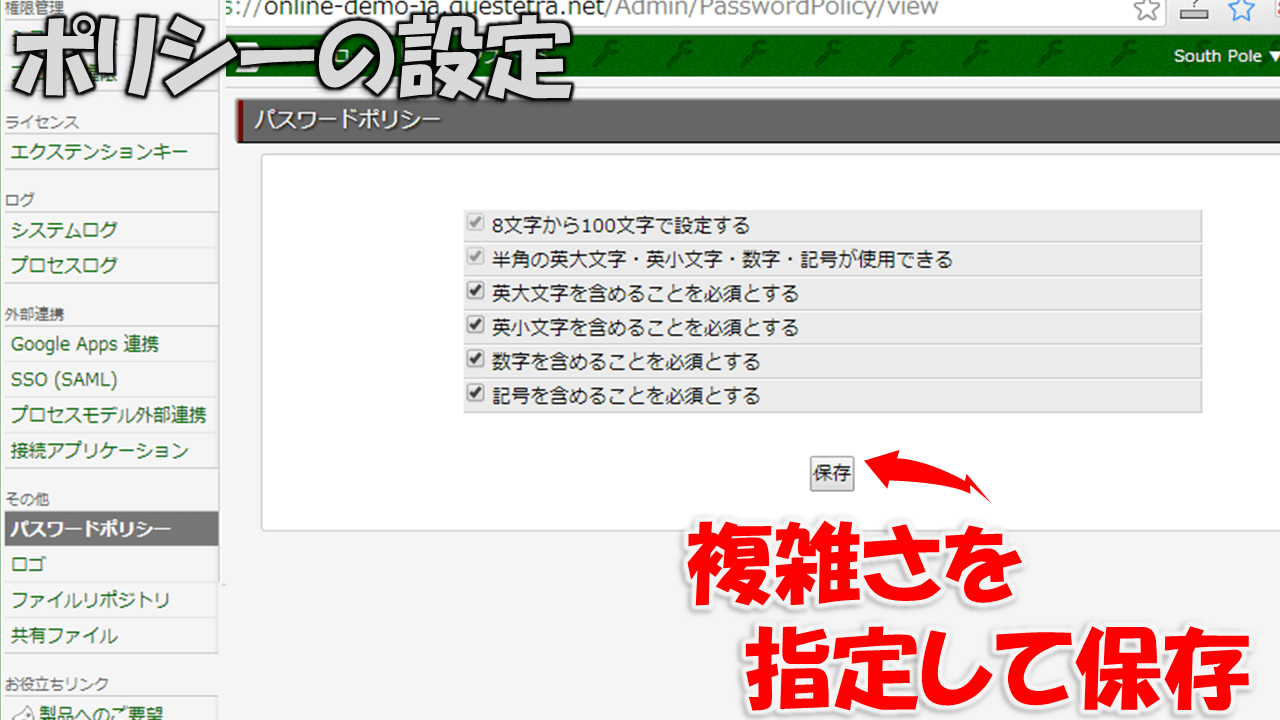 権限管理
s://online-demo-ja.questetra.net/Admin/PasswordPolicy/view
ポリシーの設定
South Pole ▼
ライセンス
エクステンションキー
ログ
システムログ
プロセスログ
外部連携
Google Apps 連携
SSO (SAML)
プロセスモデル外部連携
接続アプリケーション
その他
パスワードポリシー
ロゴ
ファイルリポジトリ
共有ファイル
お役立ちリンク
製品へのご要望
パスワードポリシー
8文字から100文字で設定する
半角の英大文字・英小文字・数字・記号が使用できる
英大文字を含めることを必須とする
英小文字を含めることを必須とする
数字を含めることを必須とする
記号を含めることを必須とする
保存
複雑さを
指定して保存